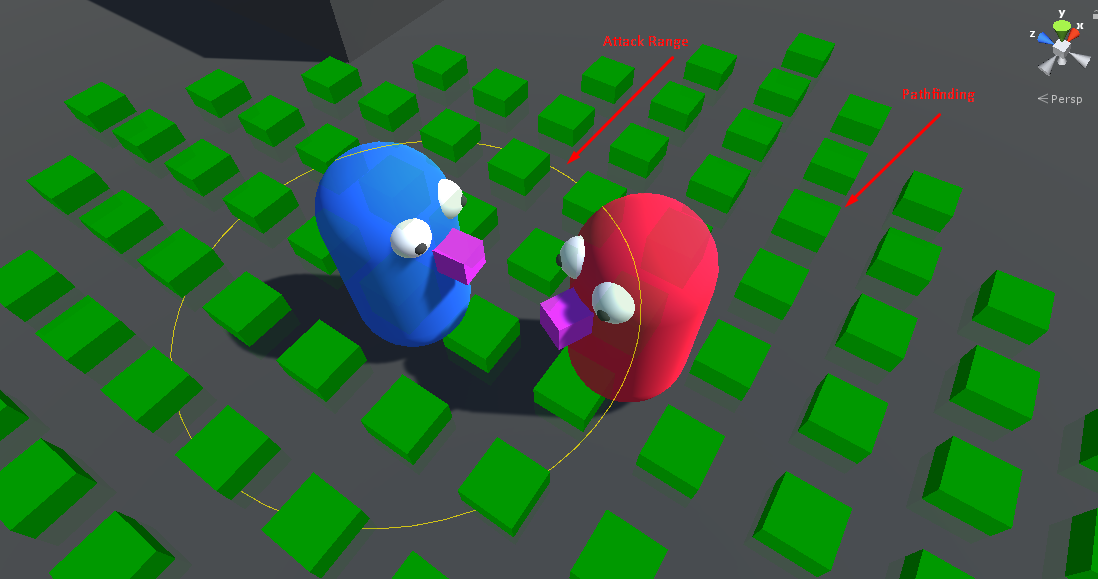 y
x
z
Attack Range
Pathfinding
< Persp